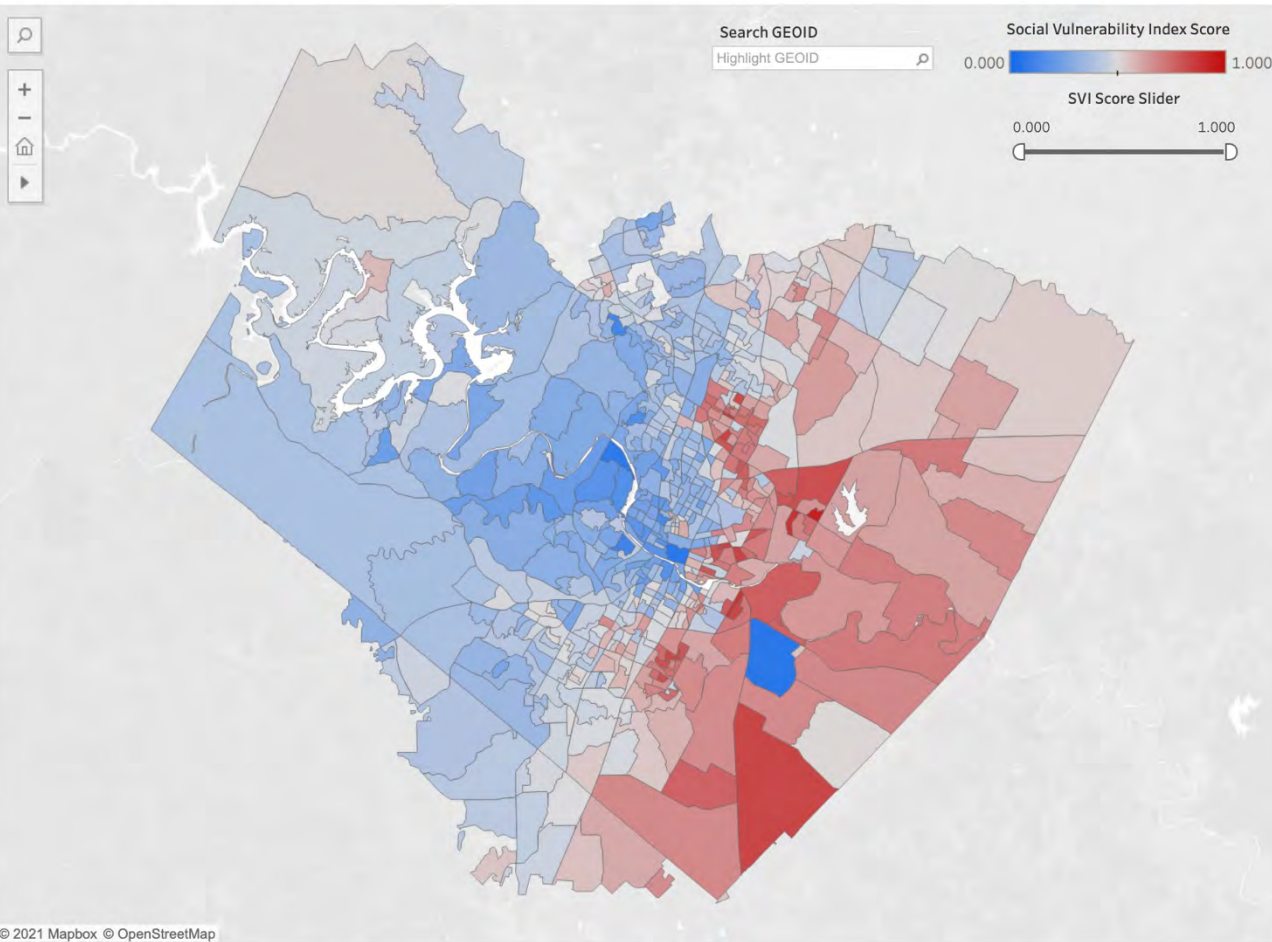 Search GEOID
Highlight GEOID
Social Vulnerability Index Score
0.000
1.000
SVI Score Slider
0.000
1.000
© 2021 Mapbox © OpenStreetMap